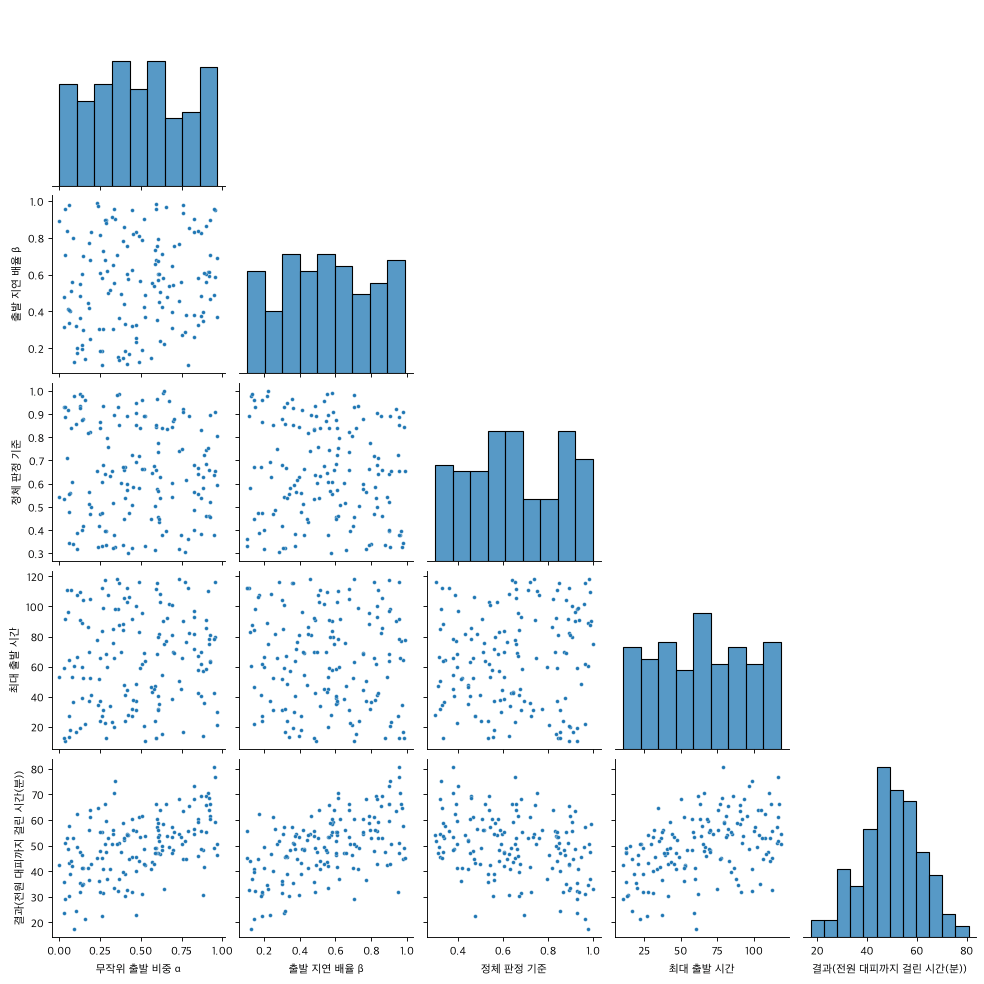 1.0
0.8
0.6
0.4
0.2
출발 지연 배율 β
1.0
0.9
0.8
0.7
0.6
0.5
0.4
0.3
정체 판정 기준
120
100
80
60
40
20
최대 출발 시간
80
70
60
50
40
30
20
결과(전원 대피까지 걸린 시간(분))
0.00 0.25 0.50 0.75 1.00
0.2 0.4 0.6 0.8 1.0
0.4 0.6 0.8 1.0
25 50 75 100
20 40 60 80
무작위 출발 비중 α
출발 지연 배율 β
정체 판정 기준
최대 출발 시간
결과(전원 대피까지 걸린 시간(분))